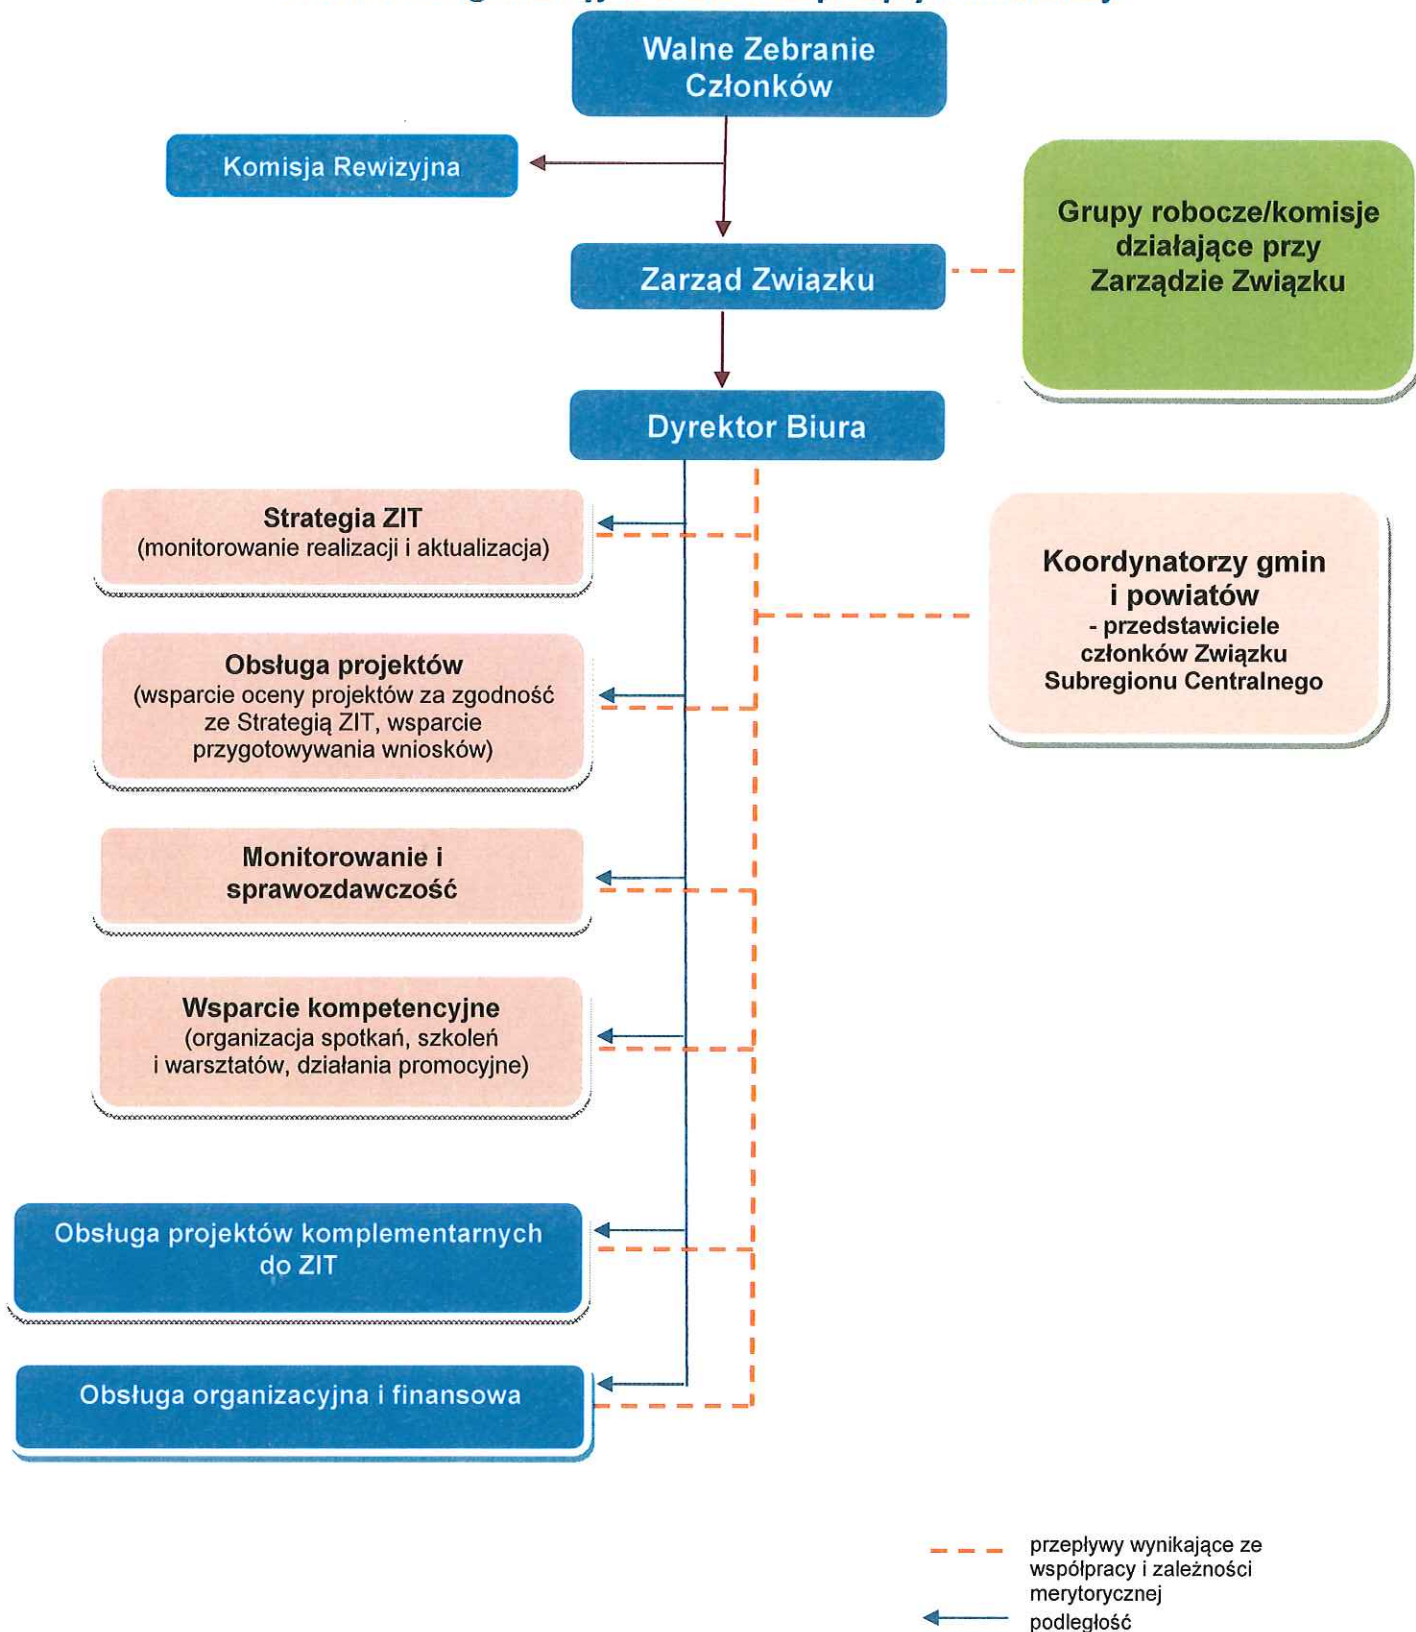 Walne Zebranie
Członków
Komisja Rewizyjna
Grupy robocze/komisje
działające przy
Zarządzie Związku
Zarząd Związku
Dyrektor Biura
Strategia ZIT
(monitorowanie realizacji i aktualizacja)
Koordynatorzy gmin
i powiatów
- przedstawiciele
członków Związku
Subregionu Centralnego
Obsługa projektów
(wsparcie oceny projektów za zgodność
ze Strategią ZIT, wsparcie
przygotowywania wniosków)
Monitorowanie i
sprawozdawczość
Wsparcie kompetencyjne
(organizacja spotkań, szkoleń
i warsztatów, działania promocyjne)
Obsługa projektów komplementarnych
do ZIT
Obsługa organizacyjna i finansowa
przepływy wynikające ze
współpracy i zależności
merytorycznej
podległość